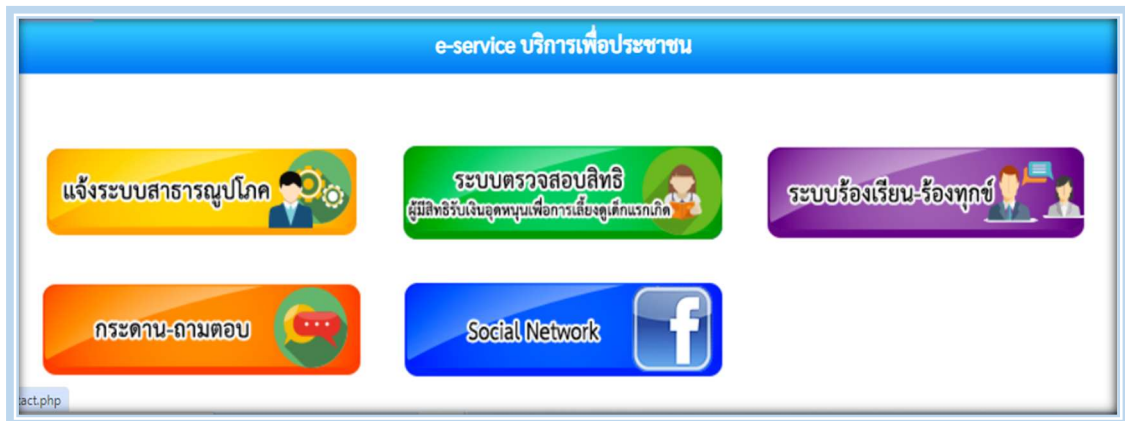 e-service บริการเพื่อประชาชน
แจ้งระบบสาธารณูปโภค
ระบบตรวจสอบสิทธิ
ผู้มีสิทธิรับเงินอุดหนุนเพื่อการเลี้ยงดูเด็กแรกเกิด
ระบบร้องเรียน-ร้องทุกข์
กระดาน-ถามตอบ
Social Network
tact.php